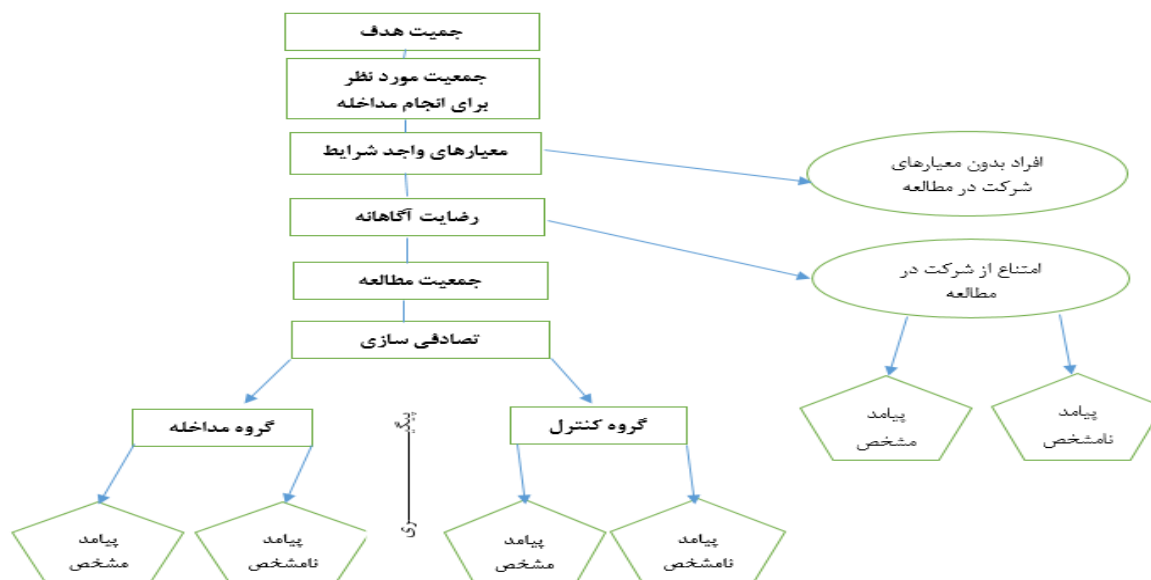 جمیت هدف
جمعیت مورد نظر
برای انجام مداخله
معیارهای واجد شرایط
افراد بدون معیارهای
شرکت در مطالعه
رضایت آگاهانه
امتناع از شرکت در
مطالعه
جمعیت مطالعه
تصادفی سازی
پیامد
مشخص
پیامد
نامشخص
گروه مداخله
پیگیـــــــــری
گروه کنترل
پیامد
مشخص
پیامد
نامشخص
پیامد
مشخص
پیامد
نامشخص